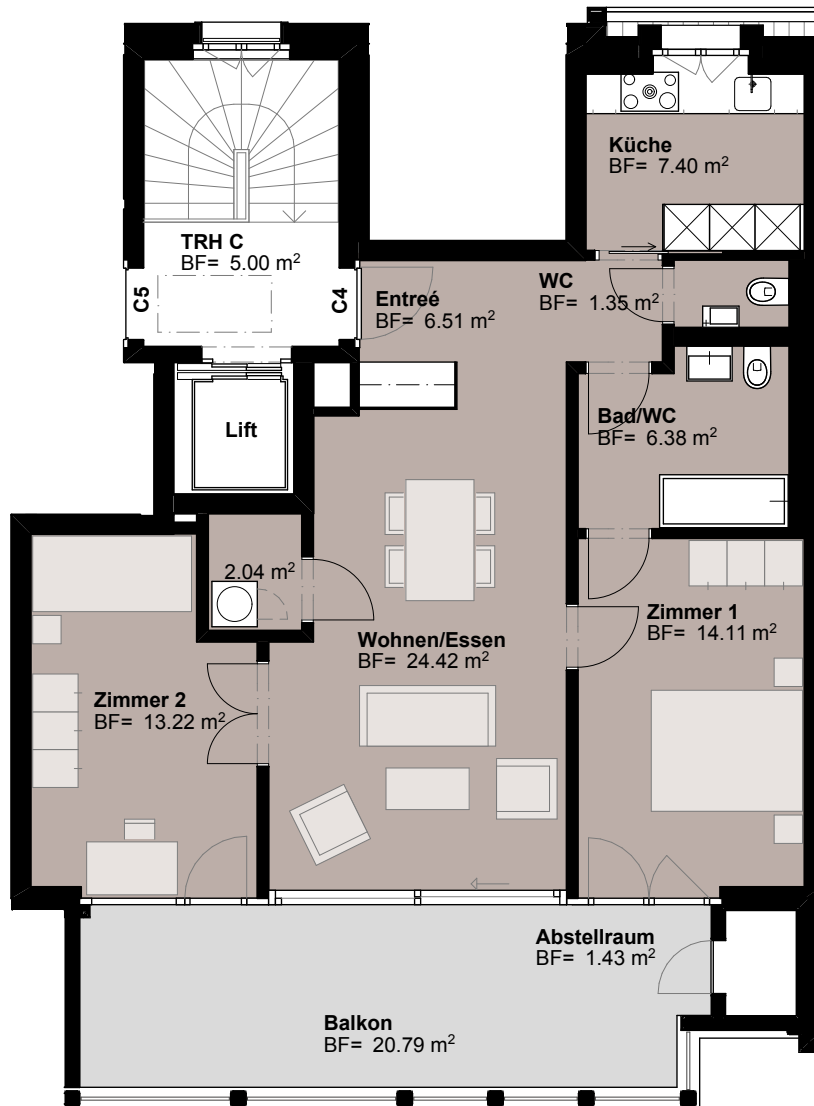 Küche
BF= 7.40 m²
TRH C
BF= 5.00 m²
C5
C4
Entreé
BF= 6.51 m²
WC
BF= 1.35 m²
Lift
Bad/WC
BF= 6.38 m²
2.04 m²
Wohnen/Essen
BF= 24.42 m²
Zimmer 1
BF= 14.11 m²
Zimmer 2
BF= 13.22 m²
Abstellraum
BF= 1.43 m²
Balkon
BF= 20.79 m²